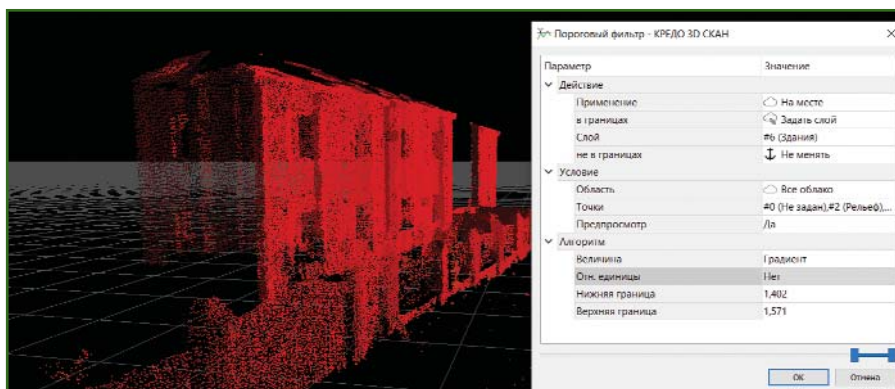 Пороговый фильтр - КРЕДО 3D СКАН
Параметр Значение
Действие
Применение На месте
в границах Задать слой
Слой #6 (Здания)
не в границах Не менять
Условие
Область Все облако
Точки #0 (Не задан),#2 (Рельеф),...
Предпросмотр Да
Алгоритм
Величина Градиент
Отн. единицы Нет
Нижняя граница 1,402
Верхняя граница 1,571
OK Отмена